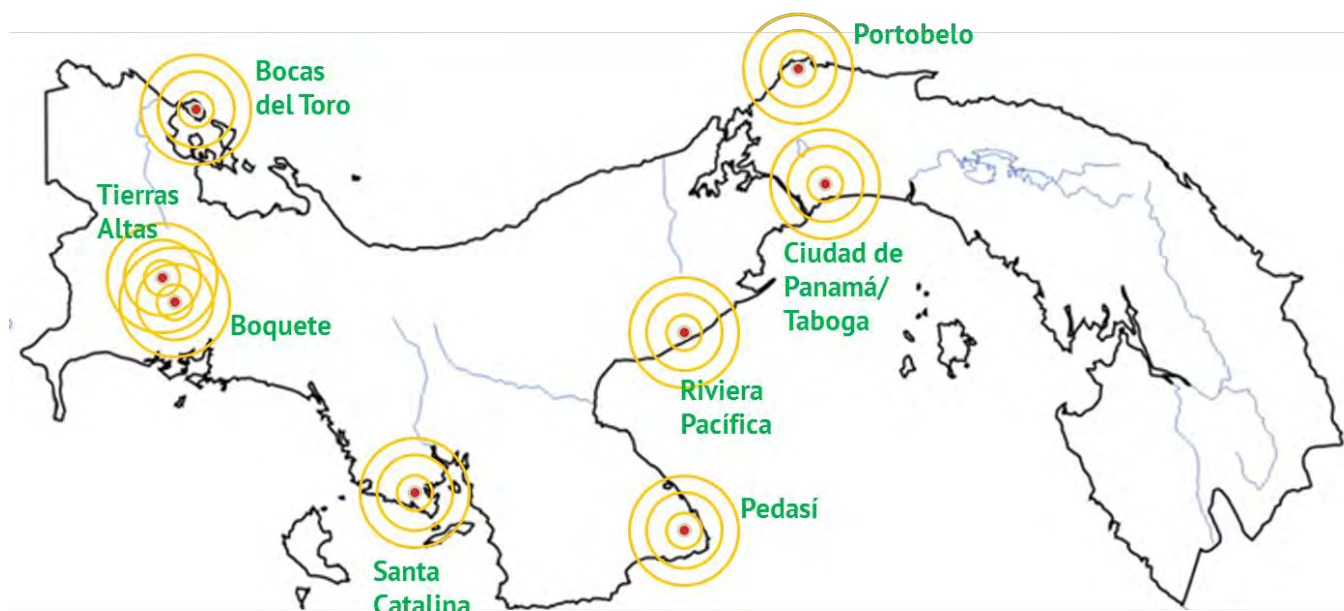 Portobelo
Bocas
del Toro
Tierras
Altas
Ciudad de
Panamá/
Taboga
Boquete
Riviera
Pacífica
Pedasí
Santa
Catalina